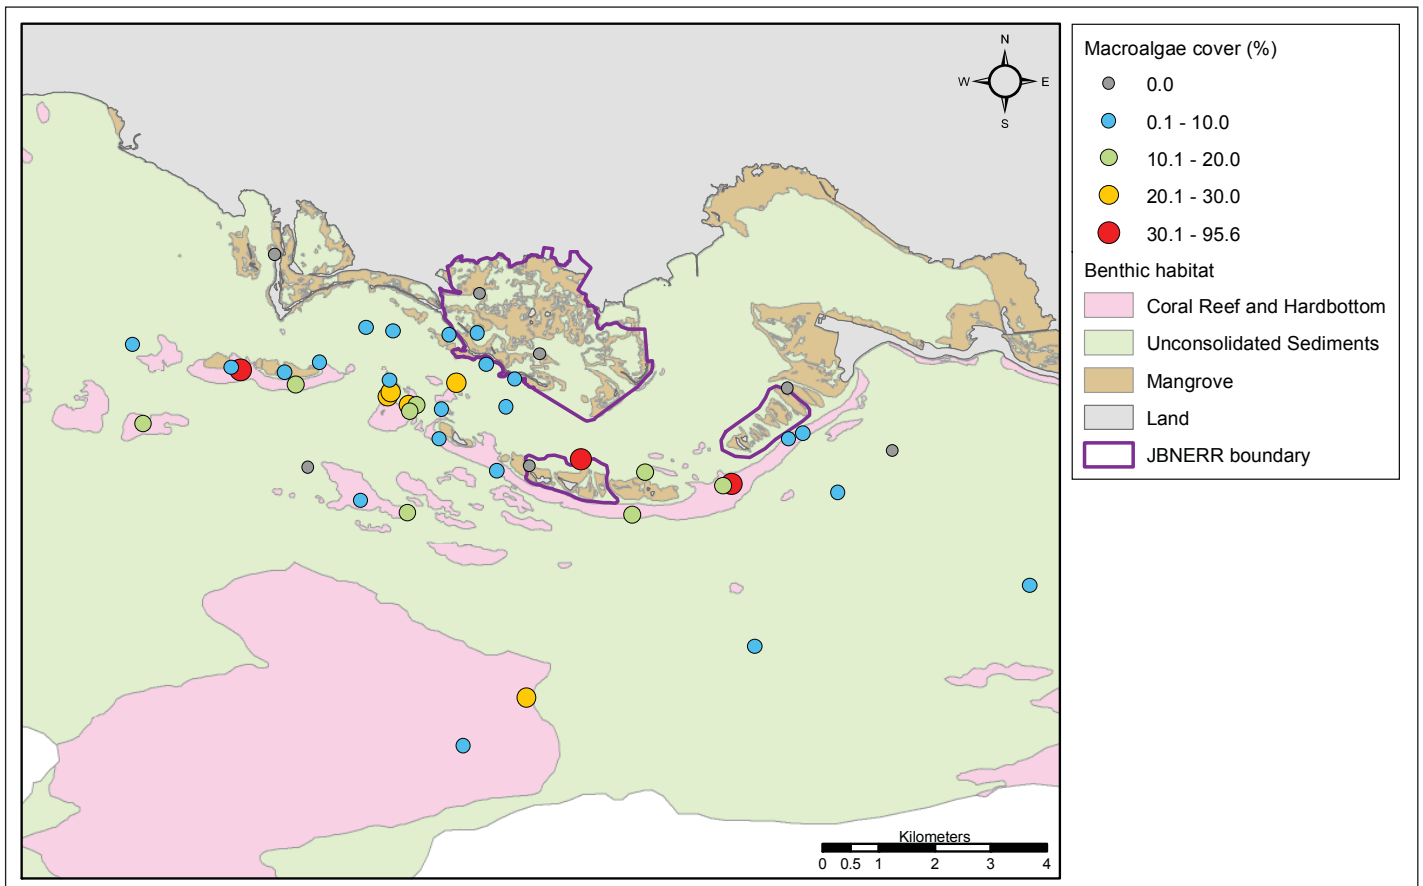 N
W E
S
Kilometers
0 0.5 1 2 3 4
Macroalgae cover (%)
0.0
0.1 - 10.0
10.1 - 20.0
20.1 - 30.0
30.1 - 95.6
Benthic habitat
Coral Reef and Hardbottom
Unconsolidated Sediments
Mangrove
Land
JBNERR boundary